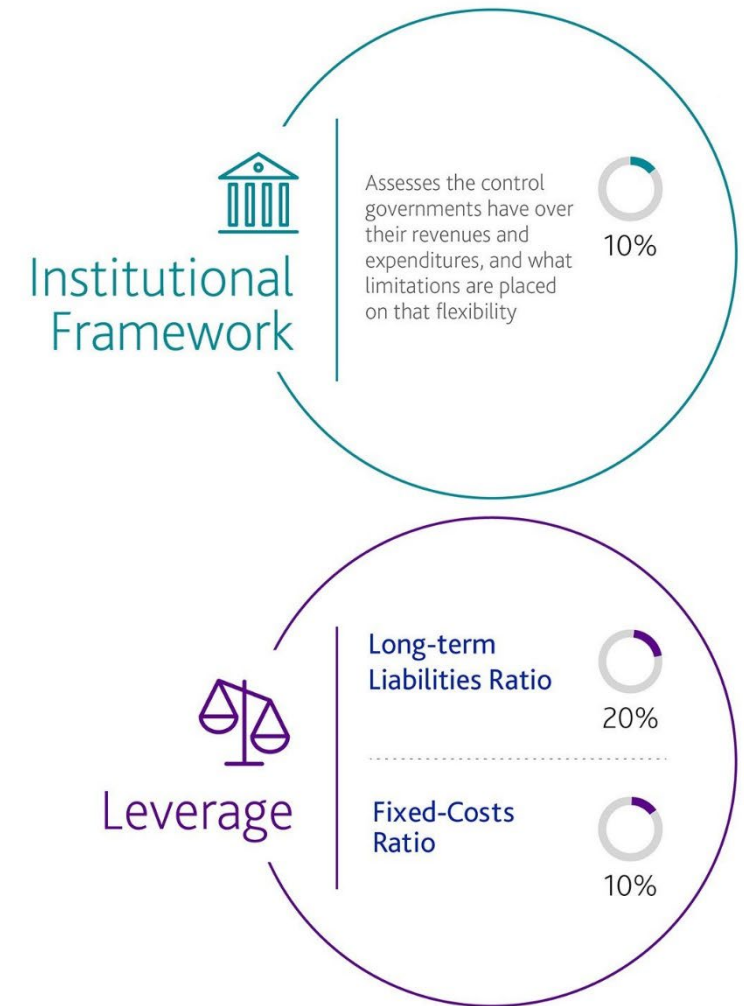 Institutional
Framework
Assesses the control
governments have over
their revenues and
expenditures, and what
limitations are placed
on that flexibility
10%
Leverage
Long-term
Liabilities Ratio
20%
Fixed-Costs
Ratio
10%